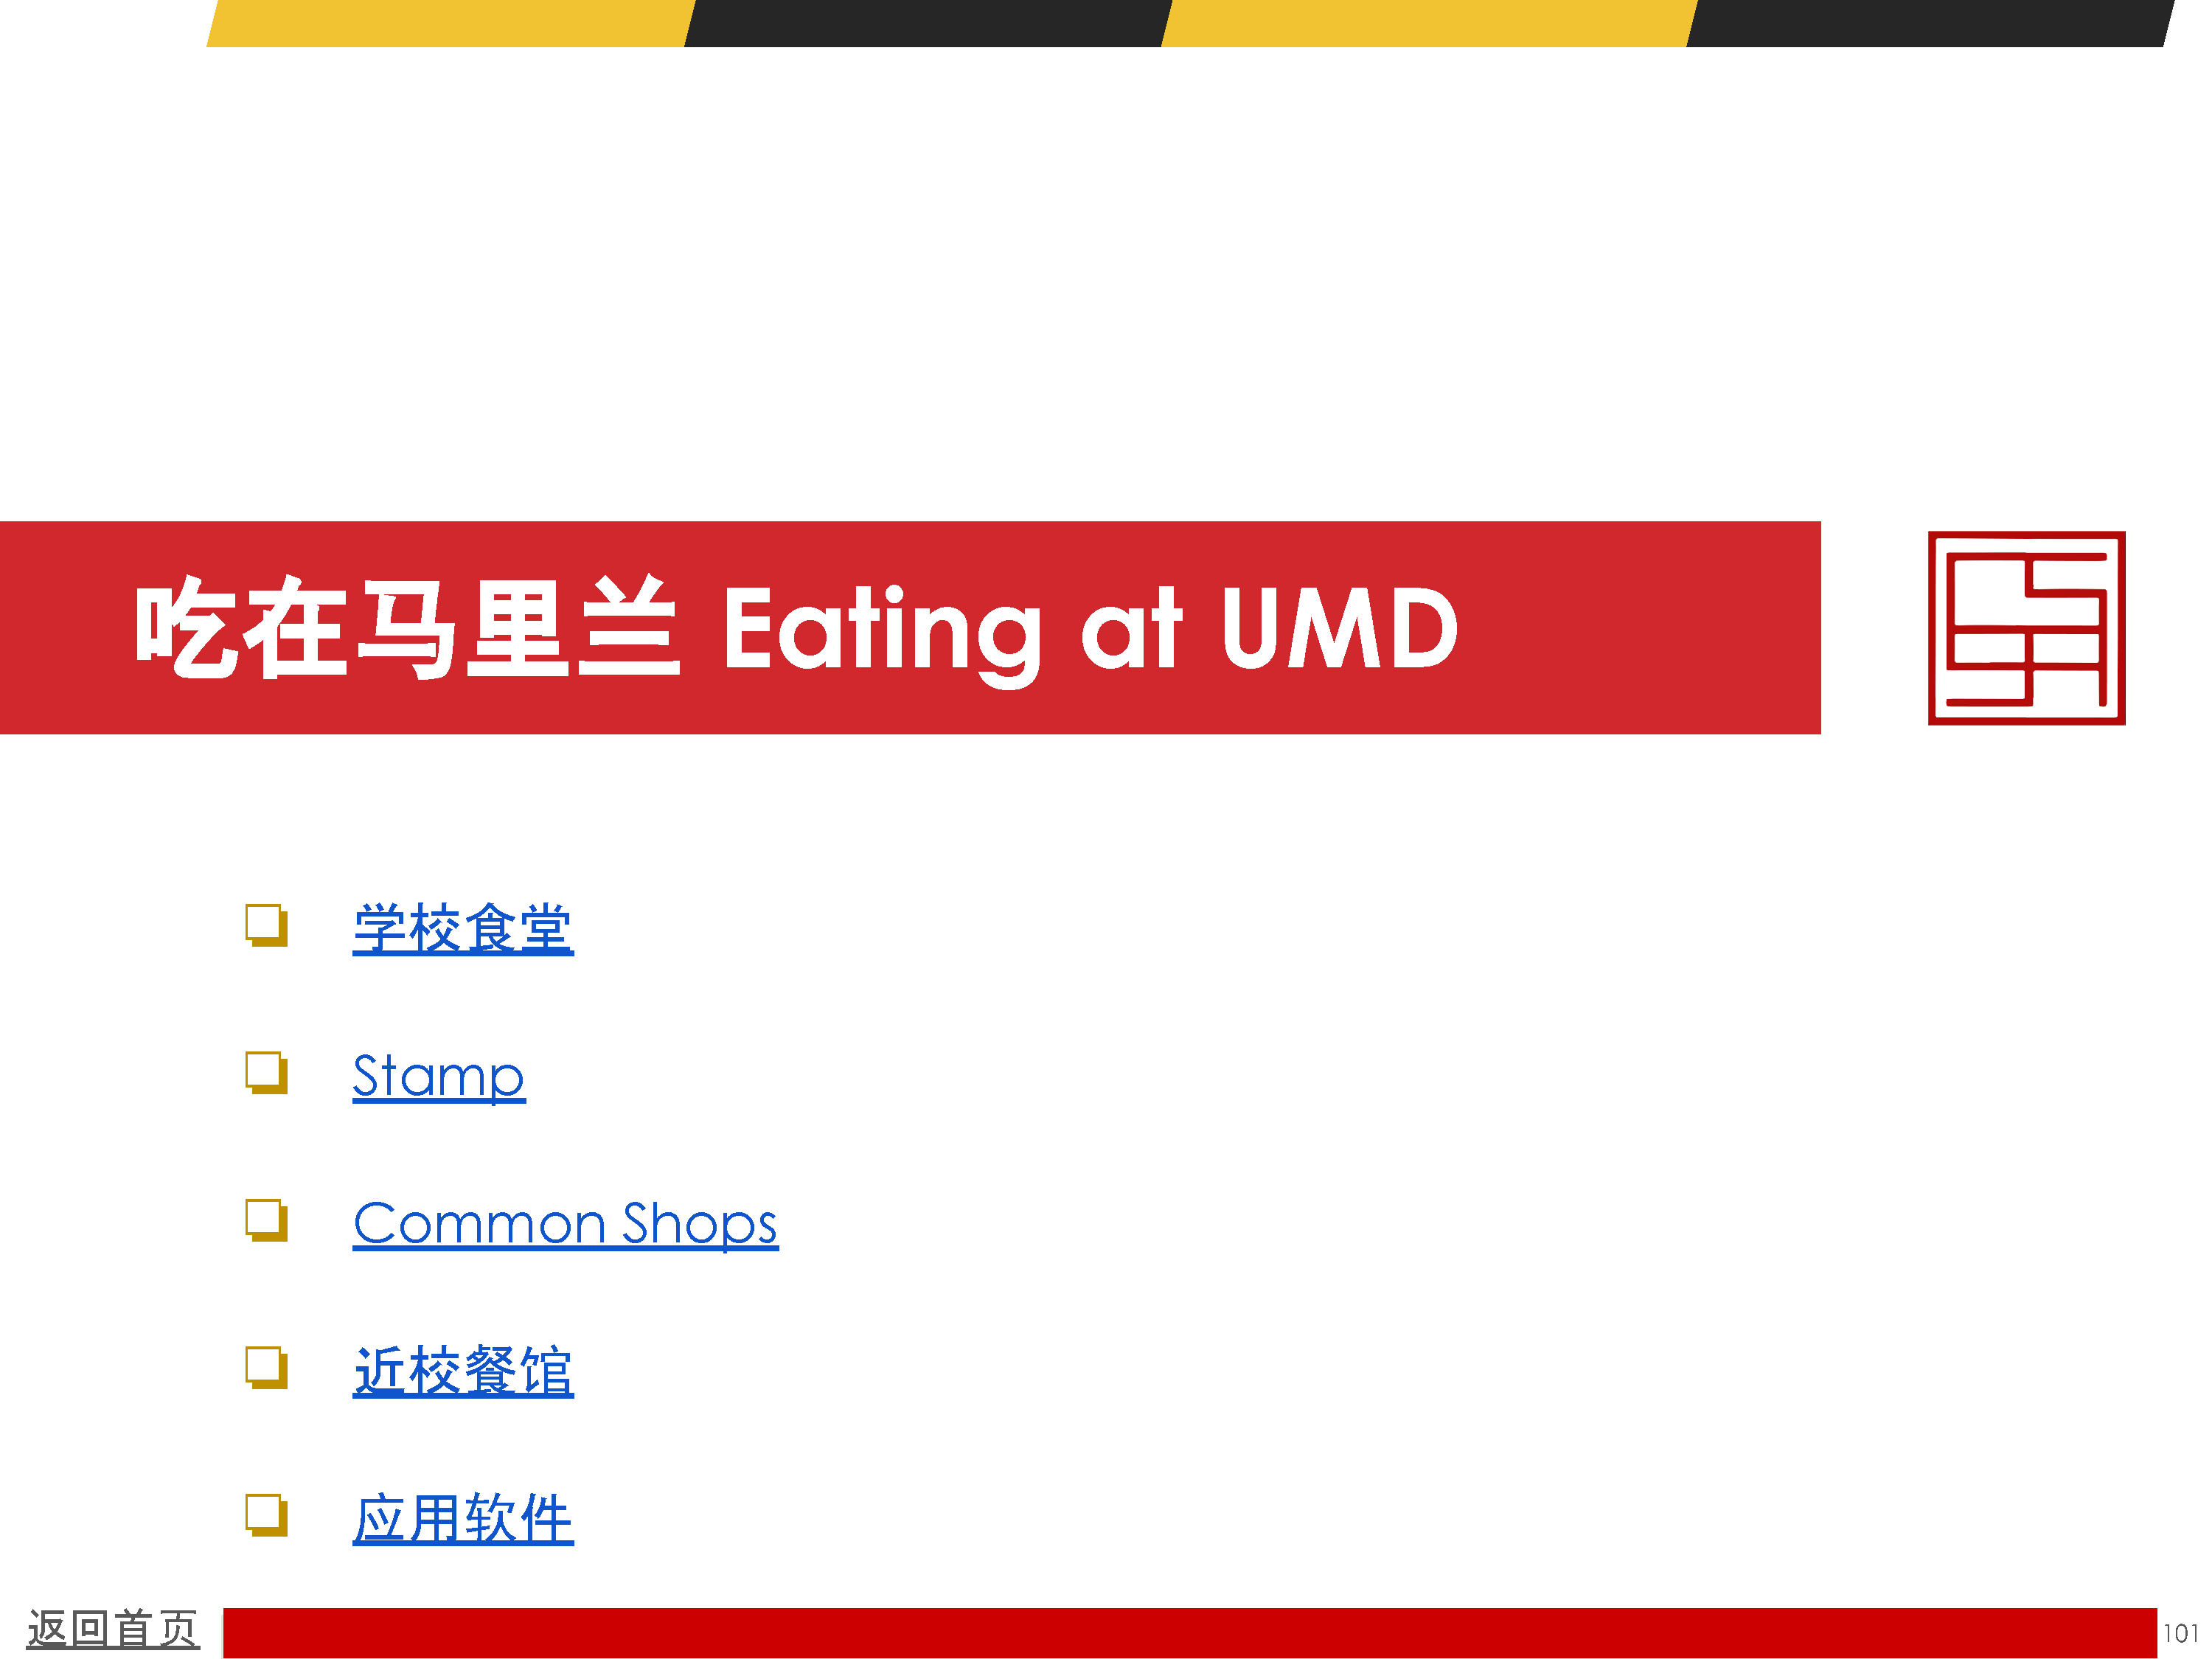 吃在马里兰 Eating at UMD
学校食堂
Stamp
Common Shops
近校餐馆
应用软件
返回首页
101